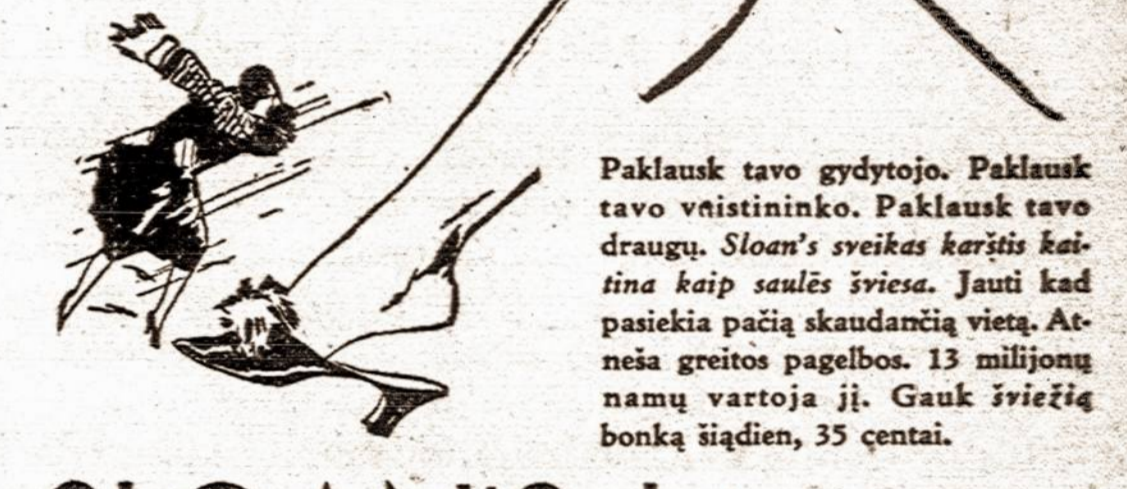 Paklausk tavo gydytojo. Paklausk
tavo vaistininko. Paklausk tavo
draugų. Sloan's sveikas karštis kai-
tina kaip saulės šviesa. Jauti kad
pasiekia pačią skaudančią vietą. At-
neša greitos pagelbos. 13 milijonų
namų vartoja jį. Gauk šviežią
bonką šiądien, 35 centai.